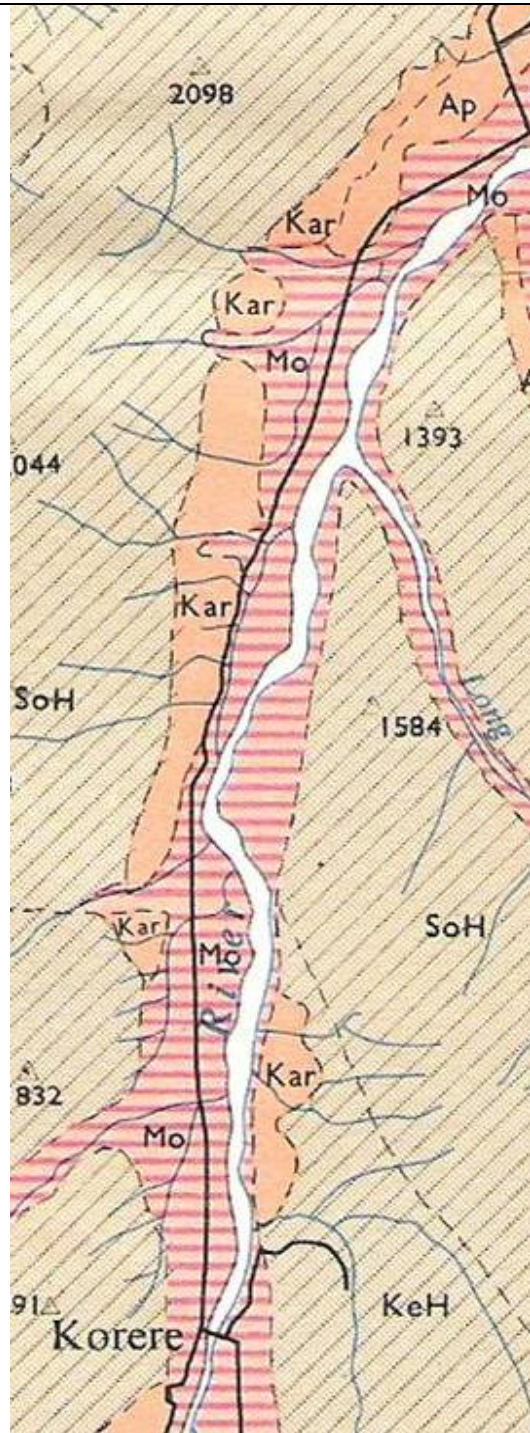 2098
Ap
Mo
Kar
Kar
Mo
1393
044
Kar
SoH
1584
Long
SoH
Kar
Mo
River
Kar
832
Mo
KeH
91
Korere